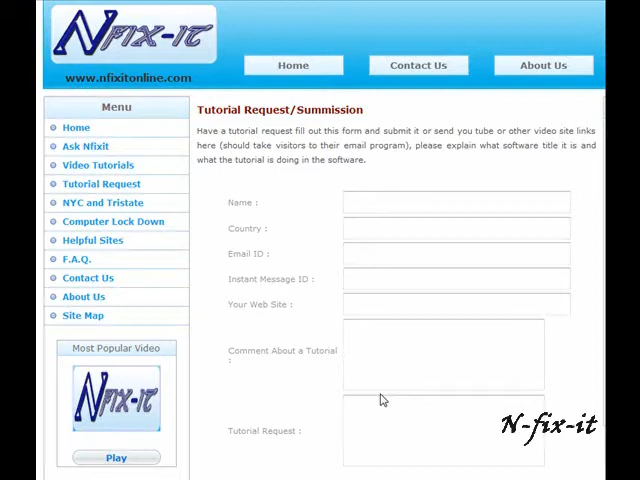 NFIX-IT
www.nfixitonline.com
Home
Contact Us
About Us
Menu
Home
Ask Nfixit
Video Tutorials
Tutorial Request
NYC and Tristate
Computer Lock Down
Helpful Sites
F.A.Q.
Contact Us
About Us
Site Map
Most Popular Video
NFIX-IT
Play
Tutorial Request/Summission
Have a tutorial request fill out this form and submit it or send you tube or other video site links
here (should take visitors to their email program), please explain what software title it is and
what the tutorial is doing in the software.
Name :
Country :
Email ID :
Instant Message ID :
Your Web Site :
Comment About a Tutorial
:
Tutorial Request :
N-fix-it